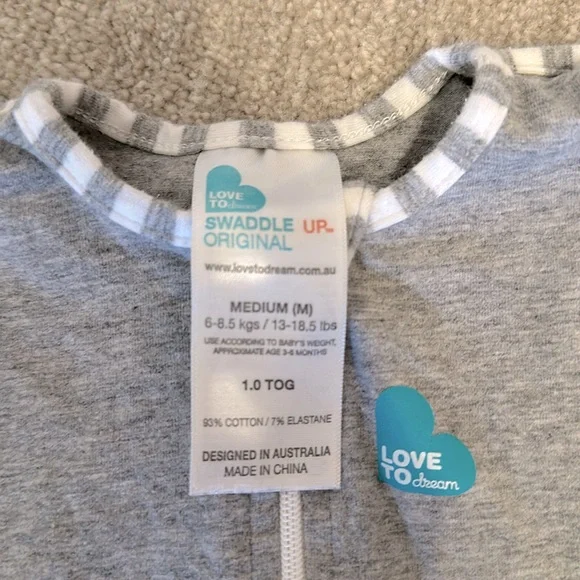 LOVE
TO dream
SWADDLE UP™
ORIGINAL
www.lovetodream.com.au
MEDIUM (M)
6-8.5 kgs / 13-18.5 lbs
USE ACCORDING TO BABY'S WEIGHT,
APPROXIMATE AGE 3-6 MONTHS
1.0 TOG
93% COTTON / 7% ELASTANE
DESIGNED IN AUSTRALIA
MADE IN CHINA
LOVE
TO dream